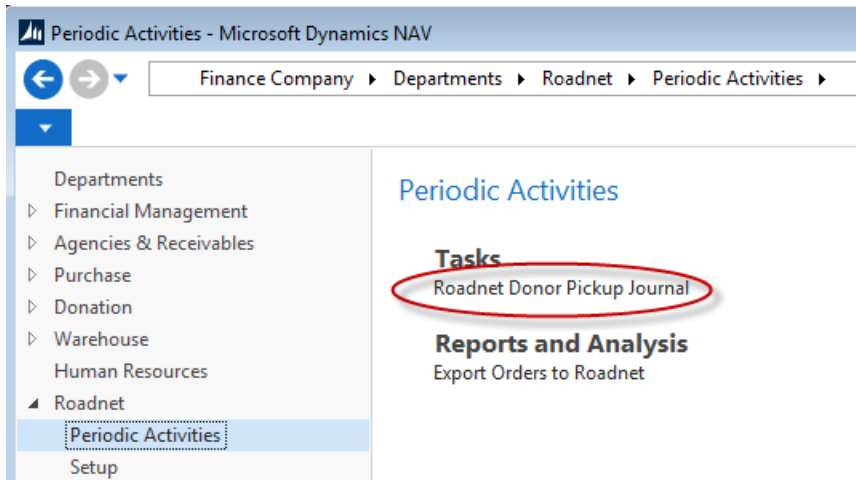 Periodic Activities - Microsoft Dynamics NAV
Finance Company Departments Roadnet Periodic Activities
Departments
Financial Management
Agencies & Receivables
Purchase
Donation
Warehouse
Human Resources
Roadnet
Periodic Activities
Setup
Periodic Activities
Tasks
Roadnet Donor Pickup Journal
Reports and Analysis
Export Orders to Roadnet